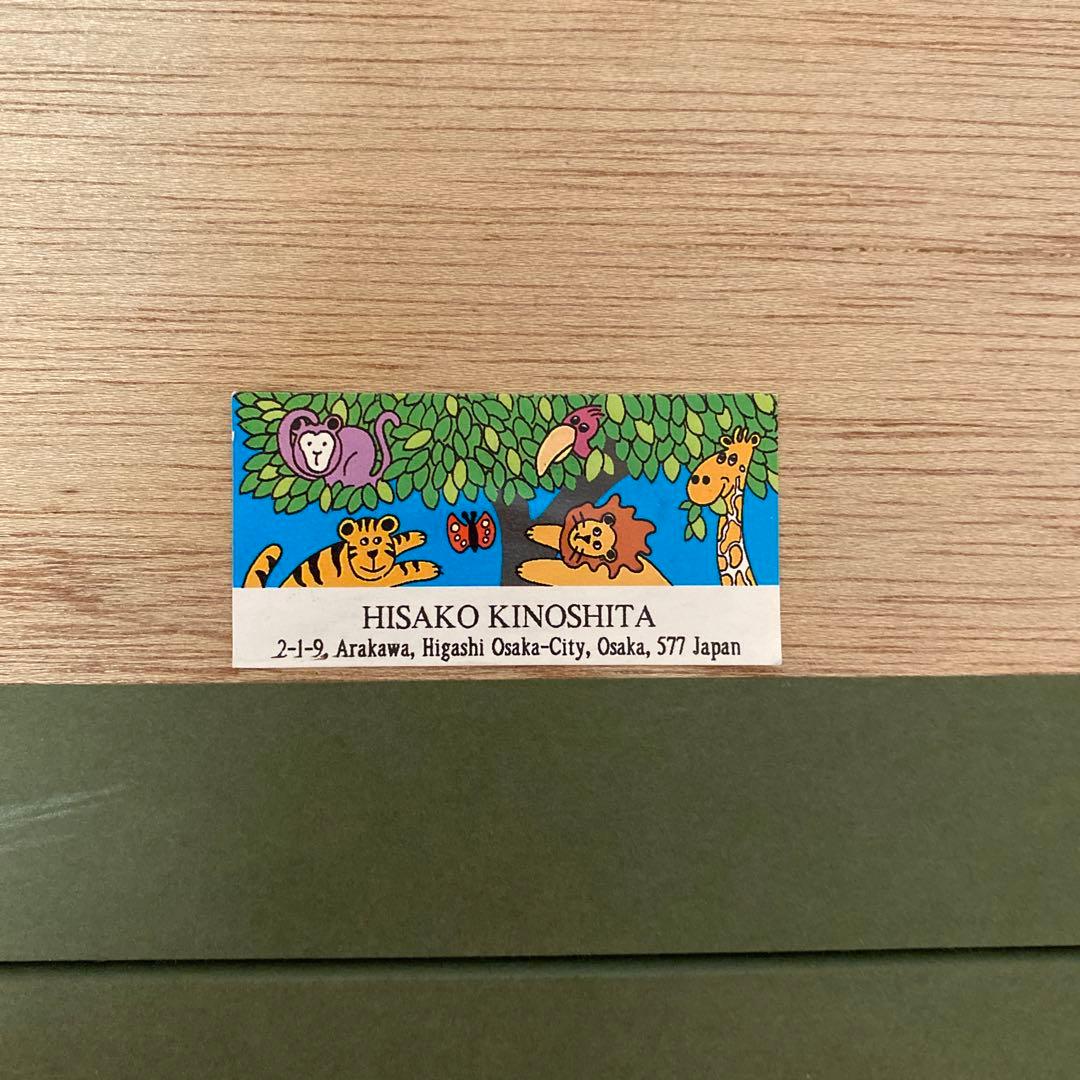 HISAKO KINOSHITA
2-1-9, Arakawa, Higashi Osaka-City, Osaka, 577 Japan